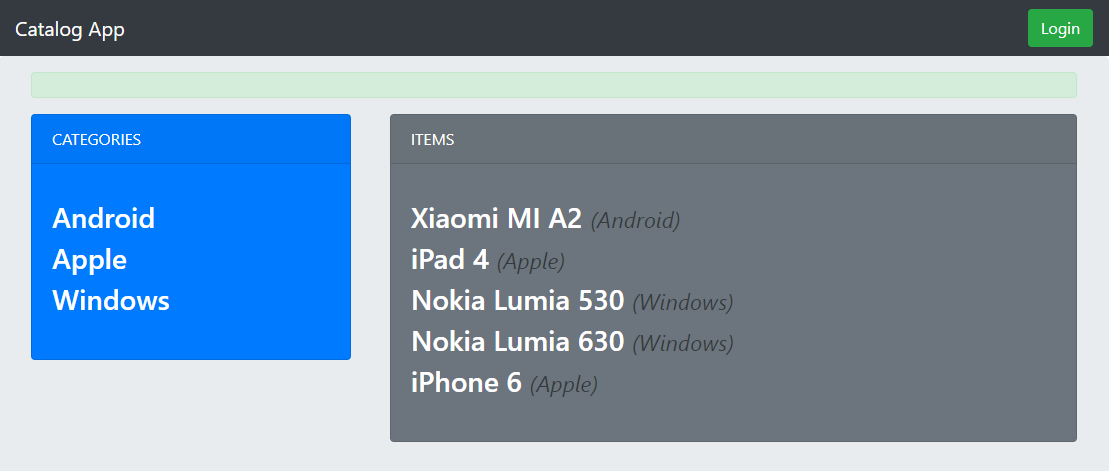 Catalog App
Login
CATEGORIES
Android
Apple
Windows
ITEMS
Xiaomi MI A2 (Android)
iPad 4 (Apple)
Nokia Lumia 530 (Windows)
Nokia Lumia 630 (Windows)
iPhone 6 (Apple)